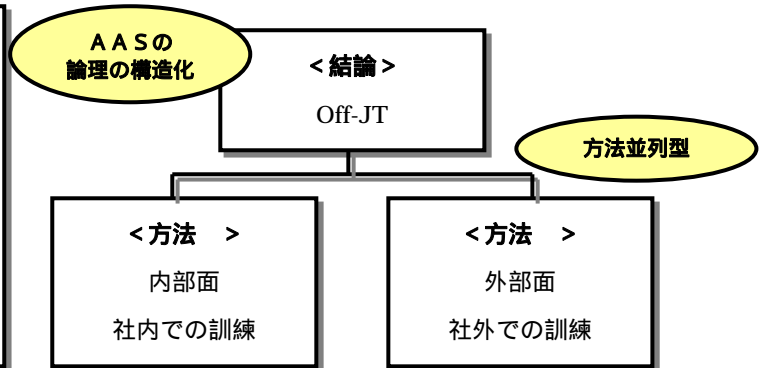 ＡＡＳの
論理の構造化
＜結論＞
Off-JT
方法並列型
＜方法　＞
内部面
社内での訓練
＜方法　＞
外部面
社外での訓練